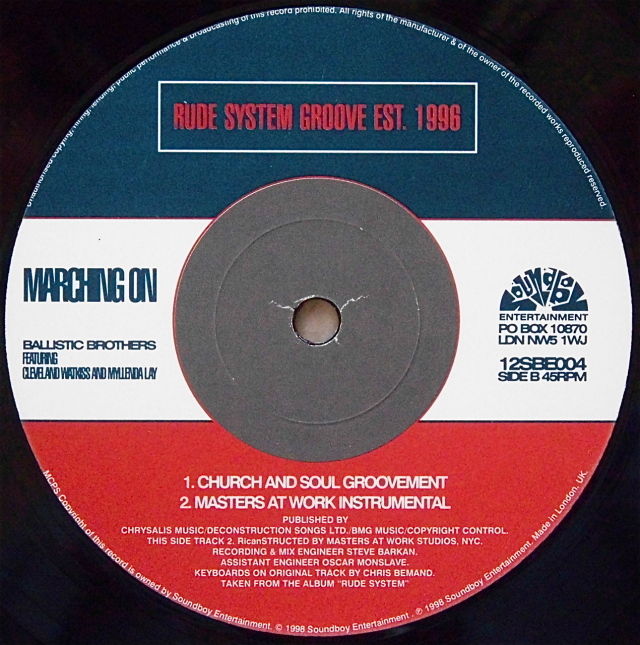 Unauthorised copying, hiring, lending, public performance & broadcasting of this record prohibited. All rights of the manufacturer & of the owner of the recorded works reproduced reserved.
RUDE SYSTEM GROOVE EST. 1996
MARCHING ON
BALLISTIC BROTHERS
FEATURING
CLEVELAND WATKISS AND MYLLENDA LAY
SOUNDBOY
ENTERTAINMENT
PO BOX 10870
LDN NW5 1WJ
12SBE004
SIDE B 45RPM
1. CHURCH AND SOUL GROOVEMENT
2. MASTERS AT WORK INSTRUMENTAL
PUBLISHED BY
CHRYSALIS MUSIC/DECONSTRUCTION SONGS LTD./BMG MUSIC/COPYRIGHT CONTROL.
THIS SIDE TRACK 2. RicanSTRUCTED BY MASTERS AT WORK STUDIOS, NYC.
RECORDING & MIX ENGINEER STEVE BARKAN.
ASSISTANT ENGINEER OSCAR MONSLAVE.
KEYBOARDS ON ORIGINAL TRACK BY CHRIS BEMAND.
TAKEN FROM THE ALBUM "RUDE SYSTEM"
MCPS Copyright of this record is owned by Soundboy Entertainment. © 1998 Soundboy Entertainment. ℗ 1998 Soundboy Entertainment. Made in London, UK.